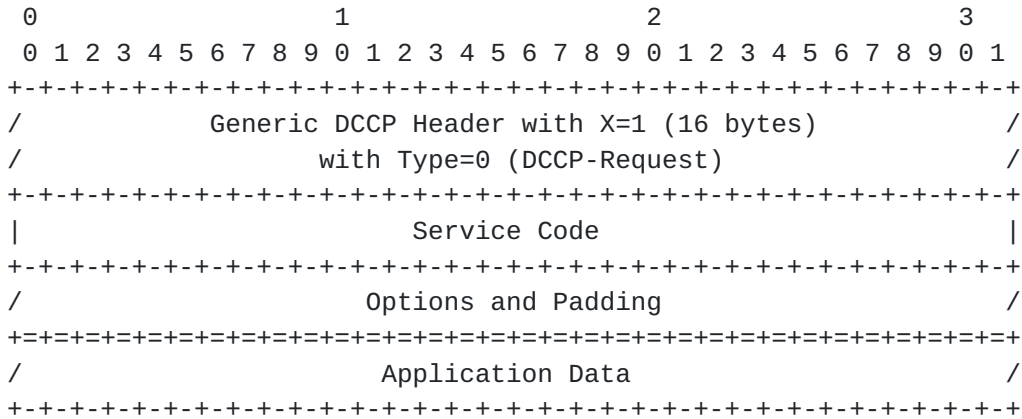 0                   1                   2                   3
 0 1 2 3 4 5 6 7 8 9 0 1 2 3 4 5 6 7 8 9 0 1 2 3 4 5 6 7 8 9 0 1
+-+-+-+-+-+-+-+-+-+-+-+-+-+-+-+-+-+-+-+-+-+-+-+-+-+-+-+-+-+-+-+-+
/            Generic DCCP Header with X=1 (16 bytes)            /
/                   with Type=0 (DCCP-Request)                  /
+-+-+-+-+-+-+-+-+-+-+-+-+-+-+-+-+-+-+-+-+-+-+-+-+-+-+-+-+-+-+-+-+
|                         Service Code                          |
+-+-+-+-+-+-+-+-+-+-+-+-+-+-+-+-+-+-+-+-+-+-+-+-+-+-+-+-+-+-+-+-+
/                      Options and Padding                      /
+=+=+=+=+=+=+=+=+=+=+=+=+=+=+=+=+=+=+=+=+=+=+=+=+=+=+=+=+=+=+=+=+
/                       Application Data                        /
+-+-+-+-+-+-+-+-+-+-+-+-+-+-+-+-+-+-+-+-+-+-+-+-+-+-+-+-+-+-+-+-+